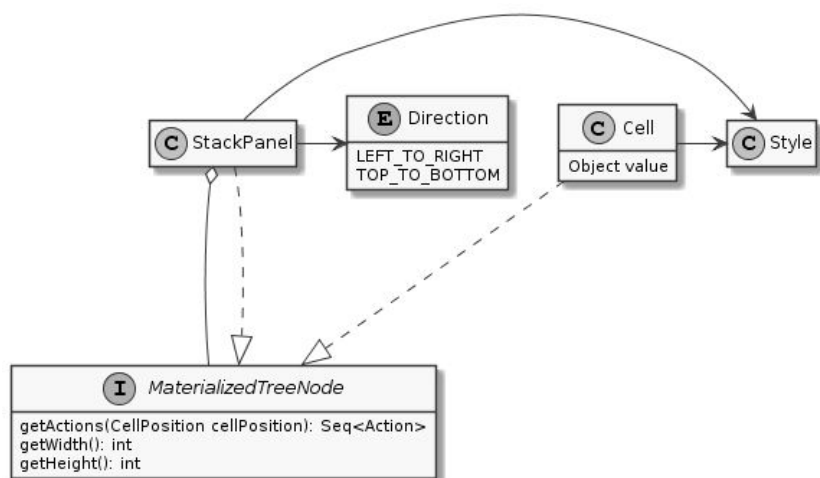 C StackPanel
E Direction
LEFT_TO_RIGHT
TOP_TO_BOTTOM
C Cell
Object value
C Style
I MaterializedTreeNode
getActions(CellPosition cellPosition): Seq<Action>
getWidth(): int
getHeight(): int